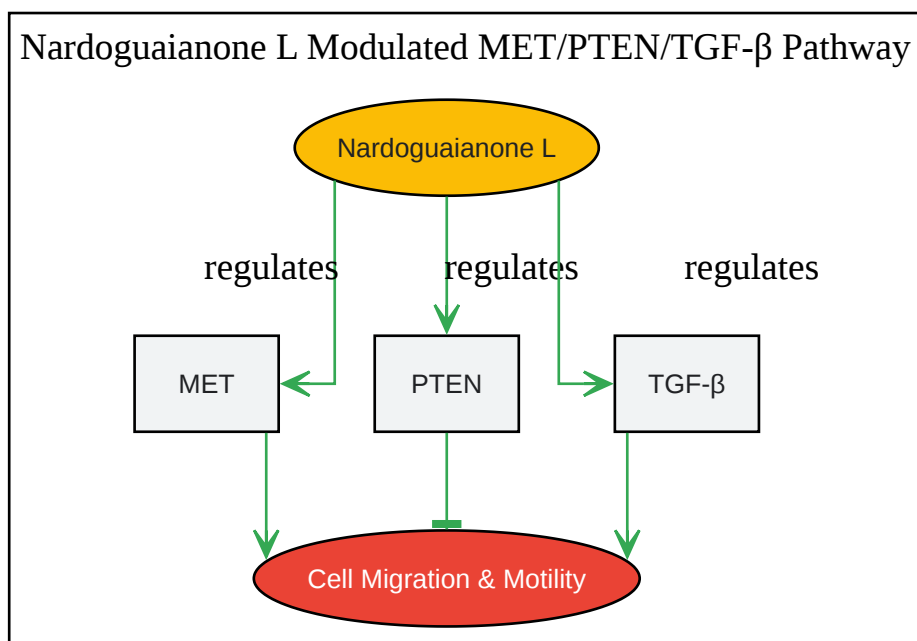 Nardoguaianone L Modulated MET/PTEN/TGF-β Pathway
Nardoguaianone L
regulates regulates regulates
MET PTEN TGF-β
Cell Migration & Motility